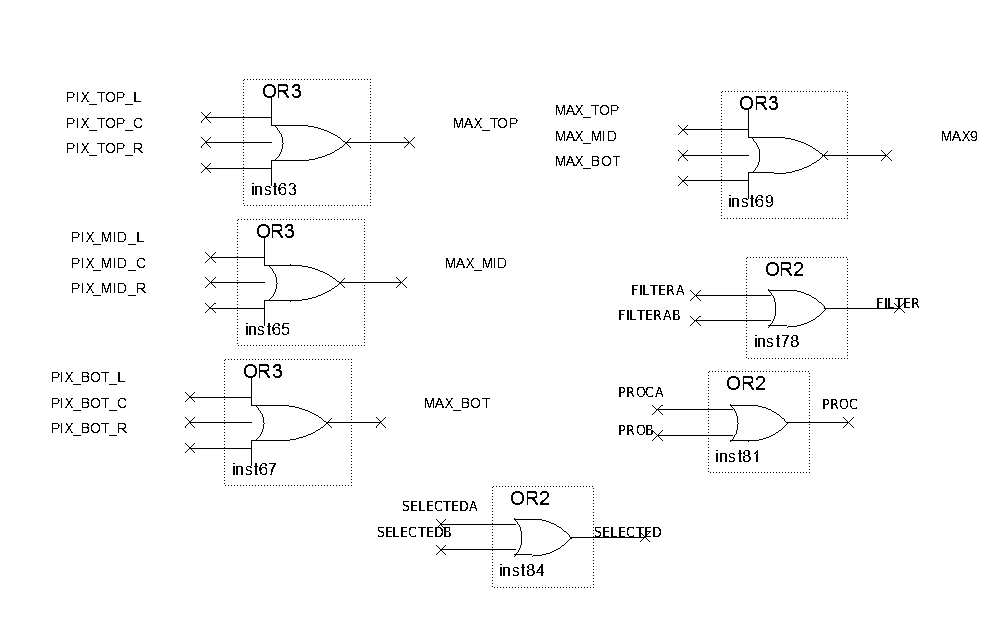 OR3
PIX_TOP_L
PIX_TOP_C
PIX_TOP_R
MAX_TOP
inst63
OR3
MAX_TOP
MAX_MID
MAX_BOT
MAX9
inst69
OR3
PIX_MID_L
PIX_MID_C
PIX_MID_R
MAX_MID
inst65
OR2
FILTERA
FILTERAB
FILTER
inst78
OR3
PIX_BOT_L
PIX_BOT_C
PIX_BOT_R
MAX_BOT
inst67
OR2
PROCA
PROB
PROC
inst81
OR2
SELECTEDA
SELECTEDB
SELECTED
inst84